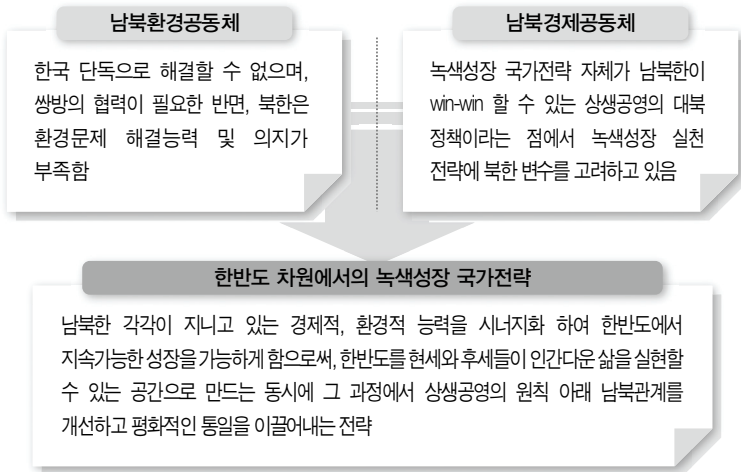 남북환경공동체
한국 단독으로 해결할 수 없으며,
쌍방의 협력이 필요한 반면, 북한은
환경문제 해결능력 및 의지가
부족함
남북경제공동체
녹색성장 국가전략 자체가 남북한이
win-win 할 수 있는 상생공영의 대북
정책이라는 점에서 녹색성장 실천
전략에 북한 변수를 고려하고 있음
한반도 차원에서의 녹색성장 국가전략
남북한 각각이 지니고 있는 경제적, 환경적 능력을 시너지화 하여 한반도에서
지속가능한 성장을 가능하게 함으로써, 한반도를 현세와 후세들이 인간다운 삶을 실현할
수 있는 공간으로 만드는 동시에 그 과정에서 상생공영의 원칙 아래 남북관계를
개선하고 평화적인 통일을 이끌어내는 전략